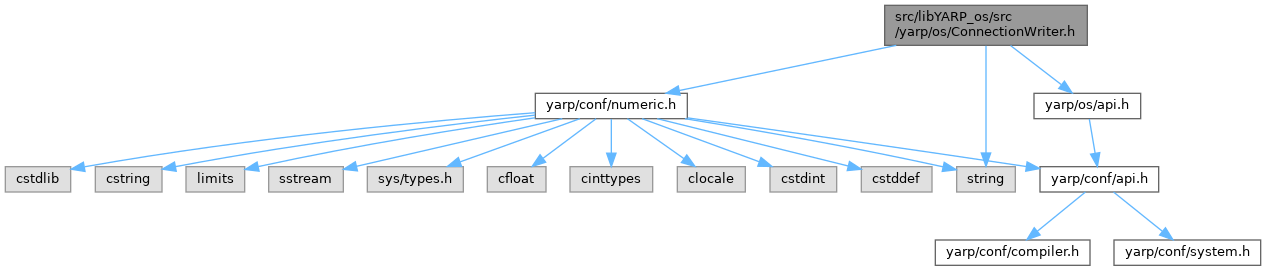 src/libYARP_os/src
/yarp/os/ConnectionWriter.h
yarp/conf/numeric.h
yarp/os/api.h
cstdlib
cstring
limits
sstream
sys/types.h
cfloat
cinttypes
clocale
cstdint
cstddef
string
yarp/conf/api.h
yarp/conf/compiler.h
yarp/conf/system.h